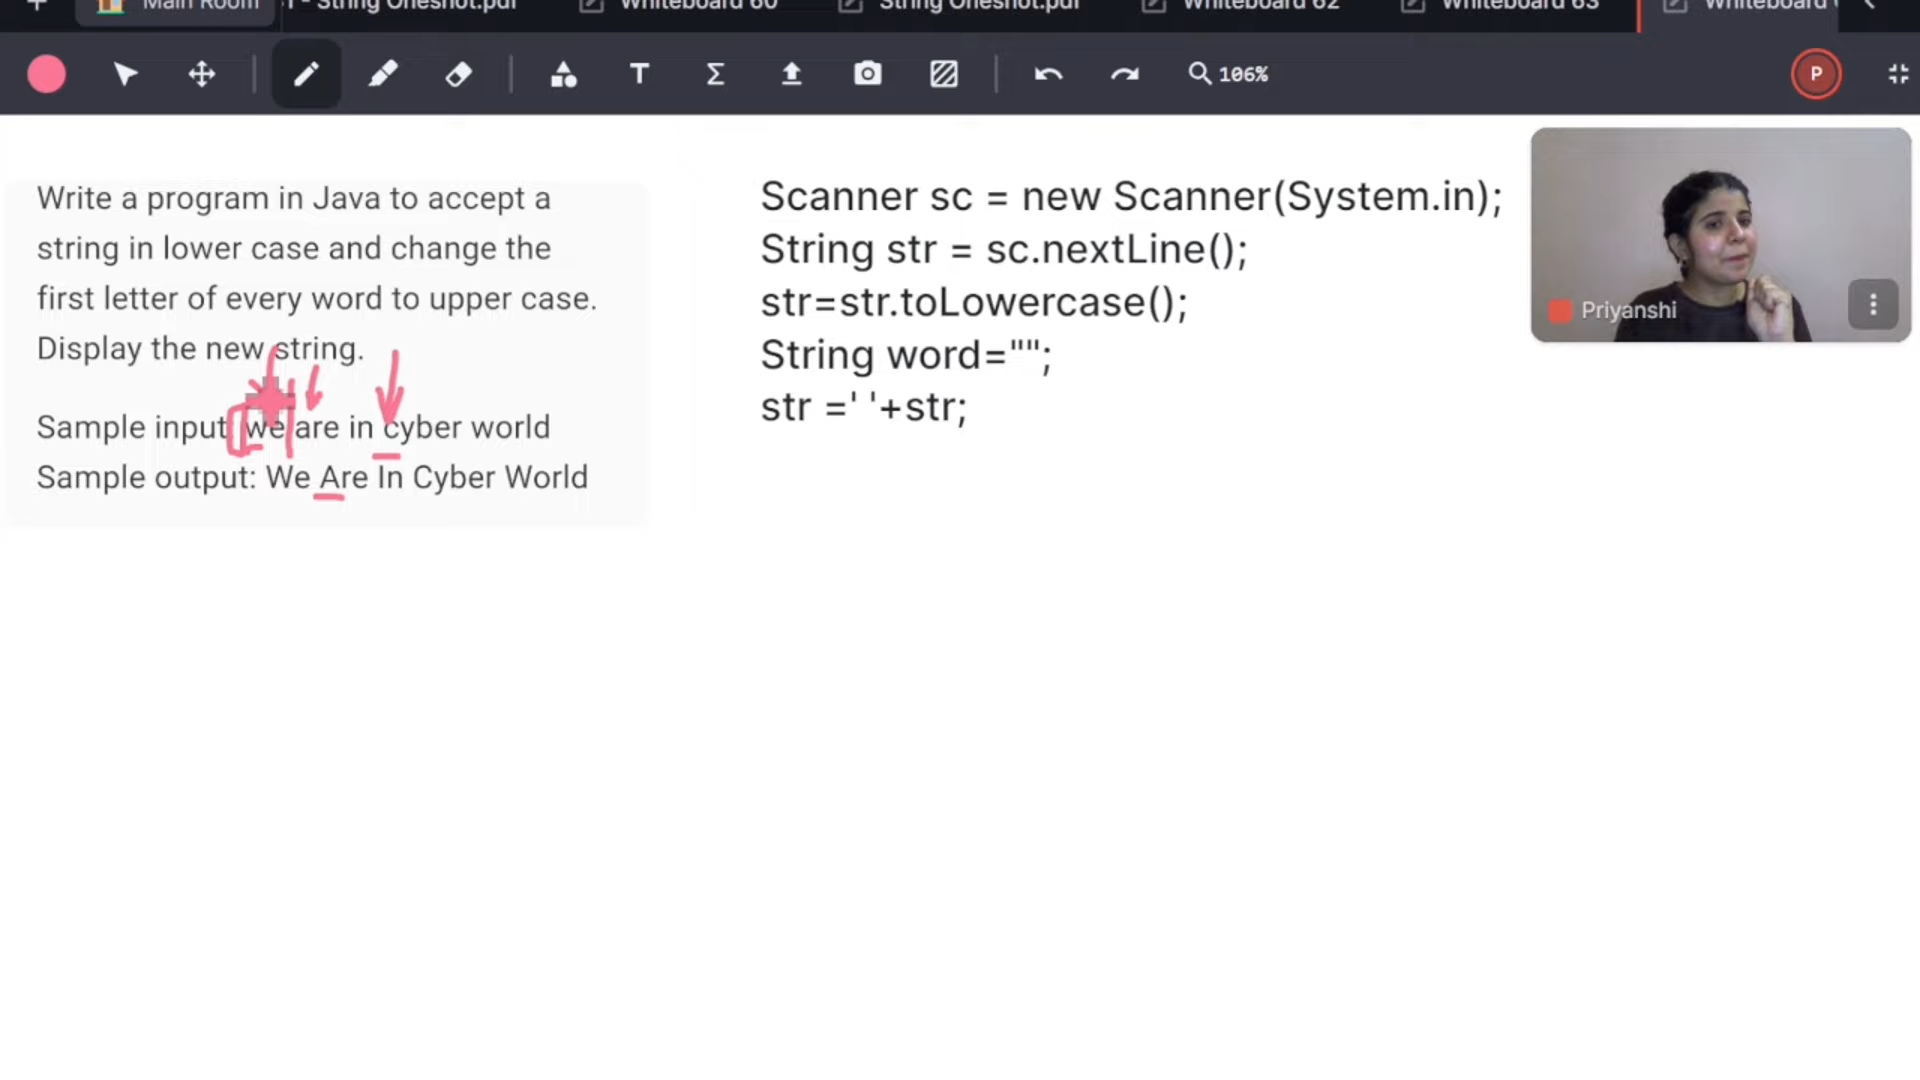 Main Room
- String Oneshot.pdf
Whiteboard 60
String Oneshot.pdf
Whiteboard 62
Whiteboard 63
Whiteboard
T
Σ
106%
P
Write a program in Java to accept a
string in lower case and change the
first letter of every word to upper case.
Display the new string.
Sample input we are in cyber world
Sample output: We Are In Cyber World
Scanner sc = new Scanner(System.in);
String str = sc.nextLine();
str=str.toLowercase();
String word="";
str =' '+str;
Priyanshi